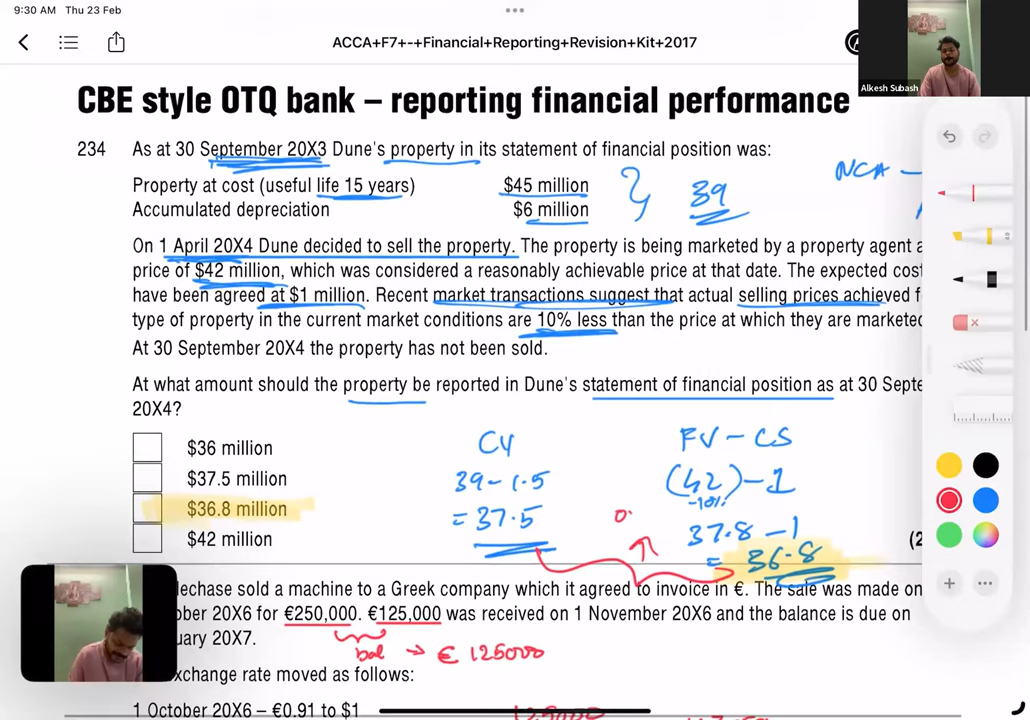 9:30 AM Thu 23 Feb
ACCA+F7+-+Financial+Reporting+Revision+Kit+2017
Alkesh Subash
CBE style OTQ bank – reporting financial performance
234 As at 30 September 20X3 Dune's property in its statement of financial position was:
Property at cost (useful life 15 years) $45 million
Accumulated depreciation $6 million
39
NCA –
On 1 April 20X4 Dune decided to sell the property. The property is being marketed by a property agent a
price of $42 million, which was considered a reasonably achievable price at that date. The expected cost
have been agreed at $1 million. Recent market transactions suggest that actual selling prices achieved f
type of property in the current market conditions are 10% less than the price at which they are marketed
At 30 September 20X4 the property has not been sold.
At what amount should the property be reported in Dune's statement of financial position as at 30 Septe
20X4?
$36 million
$37.5 million
$36.8 million
$42 million
CV
39 – 1.5
= 37.5
FV – CS
(42) – 1
-10%
37.8 – 1
= 36.8
0.
(2
lechase sold a machine to a Greek company which it agreed to invoice in €. The sale was made on
ober 20X6 for €250,000. €125,000 was received on 1 November 20X6 and the balance is due on
uary 20X7.
bal → € 125000
xchange rate moved as follows:
1 October 20X6 – €0.91 to $1